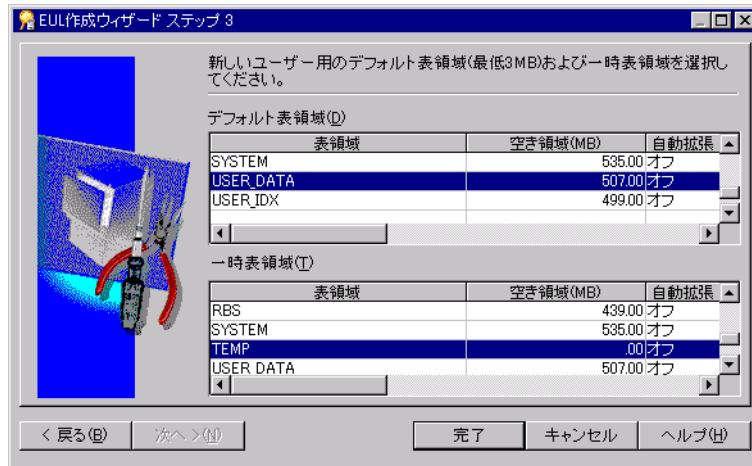 EUL作成ウィザード ステップ 3
新しいユーザー用のデフォルト表領域(最低3MB)および一時表領域を選択し
てください。
デフォルト表領域(D)
表領域 空き領域(MB) 自動拡張
SYSTEM 535.00 オフ
USER_DATA 507.00 オフ
USER_IDX 499.00 オフ
一時表領域(T)
表領域 空き領域(MB) 自動拡張
RBS 439.00 オフ
SYSTEM 535.00 オフ
TEMP .00 オフ
USER DATA 507.00 オフ
< 戻る(B) 次へ >(N) 完了 キャンセル ヘルプ(H)